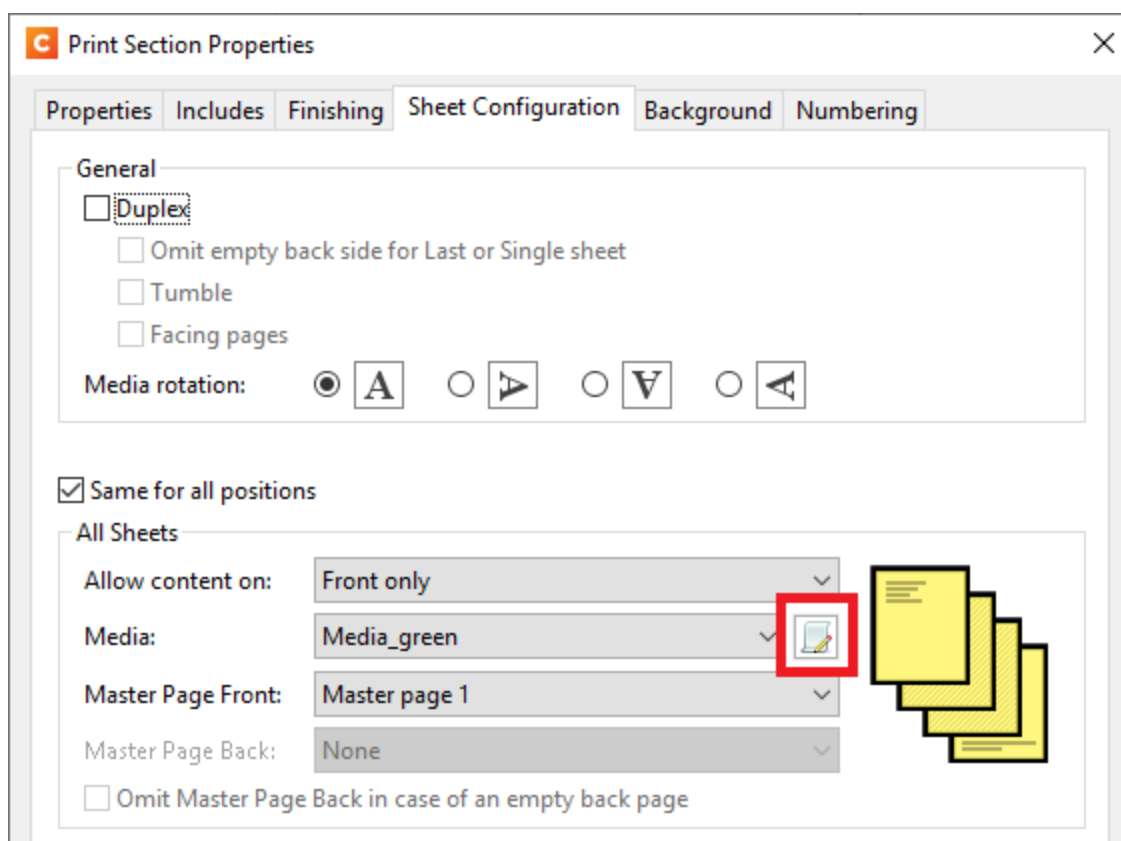 C Print Section Properties
Properties Includes Finishing Sheet Configuration Background Numbering
General
Duplex
Omit empty back side for Last or Single sheet
Tumble
Facing pages
Media rotation: A A A A
Same for all positions
All Sheets
Allow content on: Front only
Media: Media_green
Master Page Front: Master page 1
Master Page Back: None
Omit Master Page Back in case of an empty back page